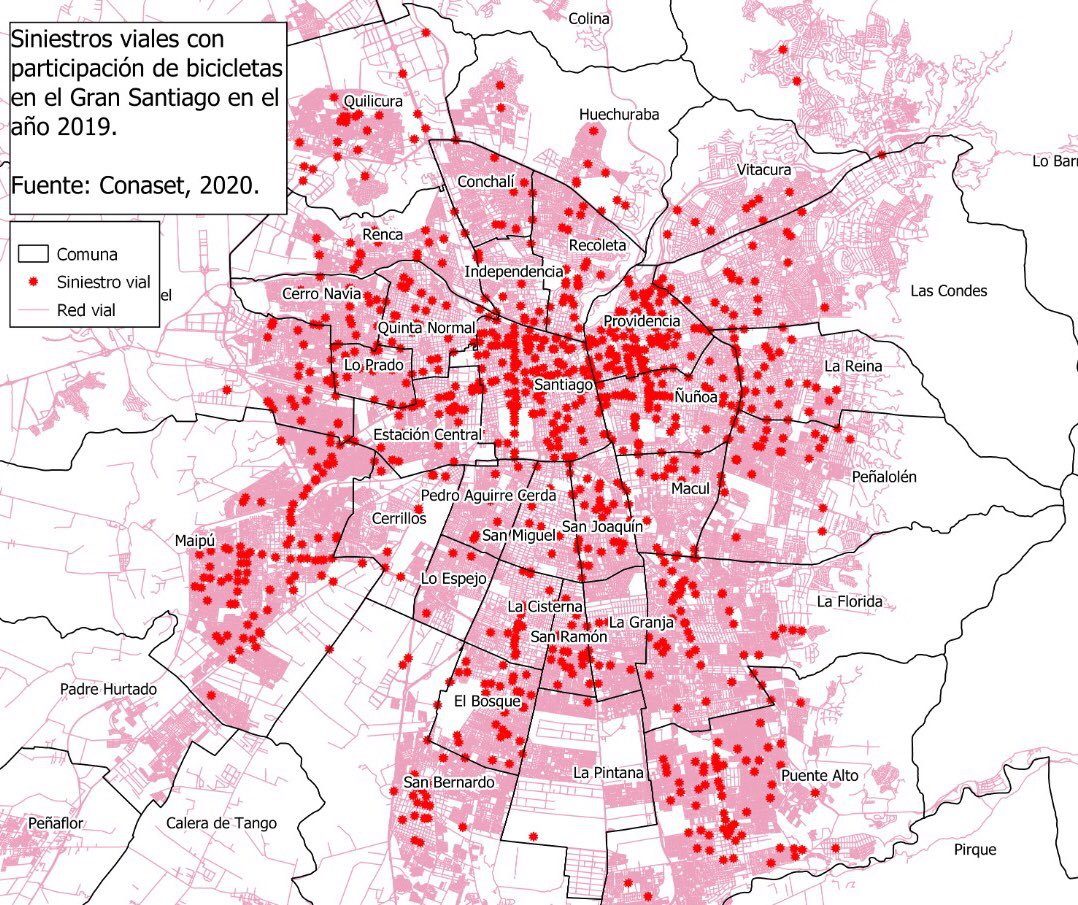 Siniestros viales con
participación de bicicletas
en el Gran Santiago en el
año 2019.
Fuente: Conaset, 2020.
Comuna
Siniestro vial
Red vial
el
Colina
Quilicura
Huechuraba
Lo Barn
Vitacura
Conchalí
Renca
Recoleta
Independencia
Cerro Navia
Las Condes
Providencia
Quinta Normal
Lo Prado
La Reina
Santiago
Ñuñoa
Estación Central
Peñalolén
Macul
Pedro Aguirre Cerda
Cerrillos
San Miguel
San Joaquín
Maipú
Lo Espejo
La Florida
La Cisterna
La Granja
San Ramón
Padre Hurtado
El Bosque
La Pintana
Puente Alto
San Bernardo
Peñaflor
Calera de Tango
Pirque